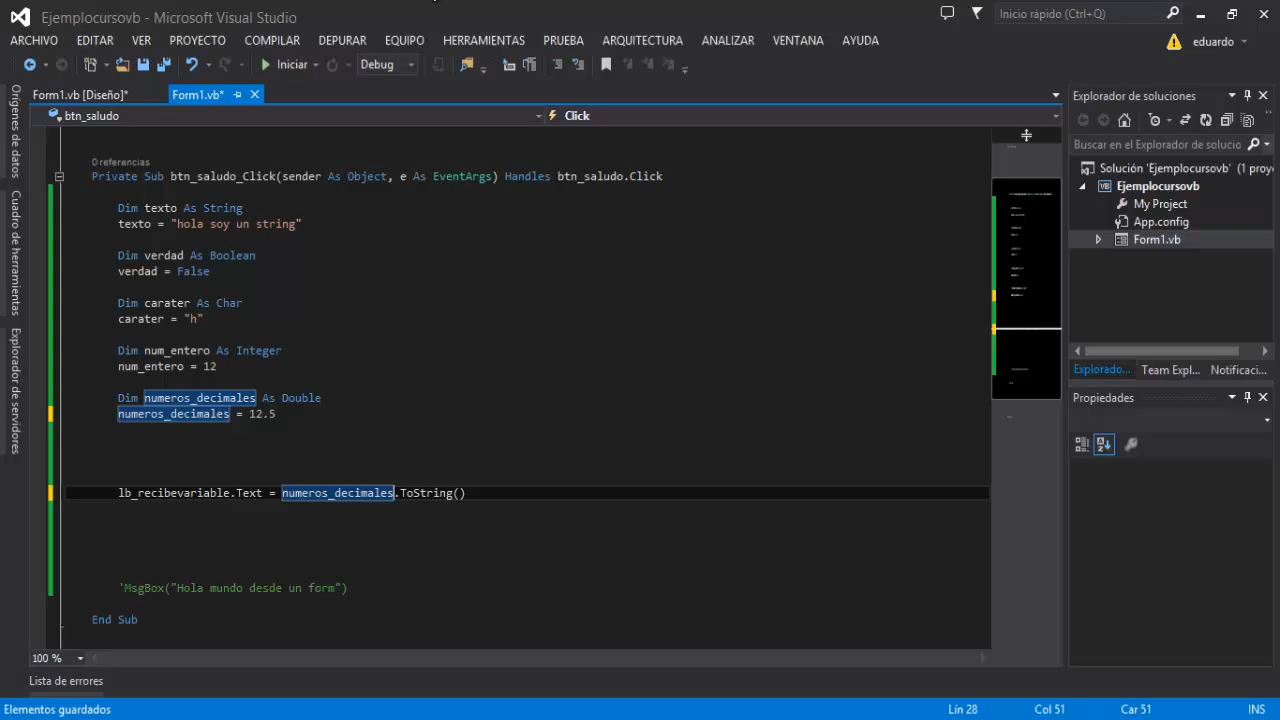 Ejemplocursovb - Microsoft Visual Studio
Inicio rápido (Ctrl+Q)
ARCHIVO EDITAR VER PROYECTO COMPILAR DEPURAR EQUIPO HERRAMIENTAS PRUEBA ARQUITECTURA ANALIZAR VENTANA AYUDA
eduardo
Iniciar
Debug
Orígenes de datos
Cuadro de herramientas
Explorador de servidores
Form1.vb [Diseño]*
Form1.vb*
btn_saludo
Click
0 referencias
Private Sub btn_saludo_Click(sender As Object, e As EventArgs) Handles btn_saludo.Click
Dim texto As String
texto = "hola soy un string"
Dim verdad As Boolean
verdad = False
Dim carater As Char
carater = "h"
Dim num_entero As Integer
num_entero = 12
Dim numeros_decimales As Double
numeros_decimales = 12.5
lb_recibevariable.Text = numeros_decimales.ToString()
'MsgBox("Hola mundo desde un form")
End Sub
100 %
Explorador de soluciones
Buscar en el Explorador de solucio
Solución 'Ejemplocursovb' (1 proye
VB Ejemplocursovb
My Project
App.config
Form1.vb
Explorado... Team Expl... Notificaci...
Propiedades
Lista de errores
Elementos guardados
Lín 28
Col 51
Car 51
INS